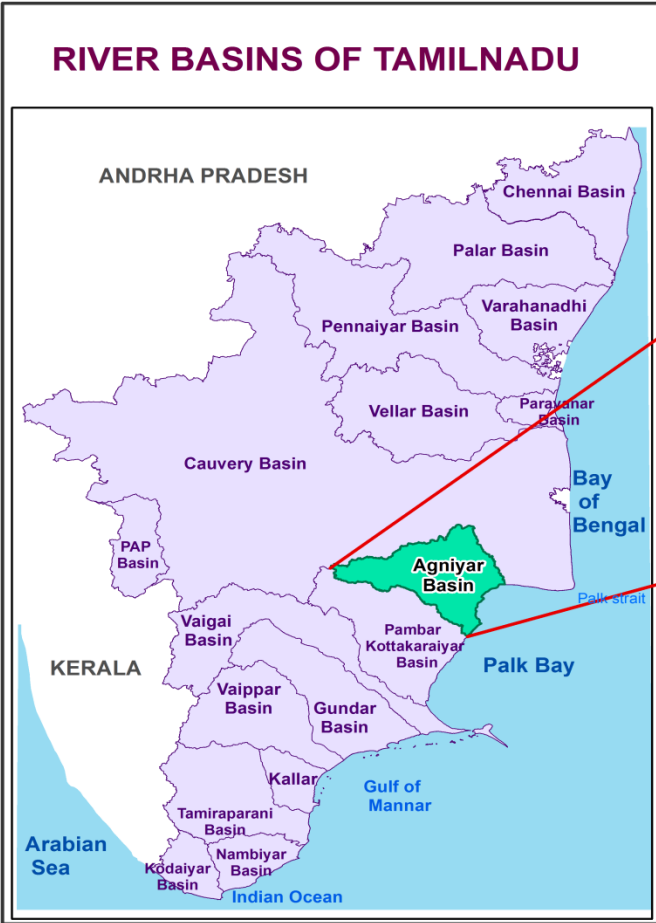 RIVER BASINS OF TAMILNADU
ANDRHA PRADESH
Chennai Basin
Palar Basin
Varahanadhi
Basin
Pennaiyar Basin
Vellar Basin
Paravanar
Basin
Cauvery Basin
Bay
of
Bengal
PAP
Basin
Agniyar
Basin
Palk strait
Vaigai
Basin
Pambar
Kottakaraiyar
Basin
KERALA
Palk Bay
Vaippar
Basin
Gundar
Basin
Kallar
Gulf of
Mannar
Tamiraparani
Basin
Arabian
Sea
Nambiyar
Basin
Kodaiyar
Basin
Indian Ocean